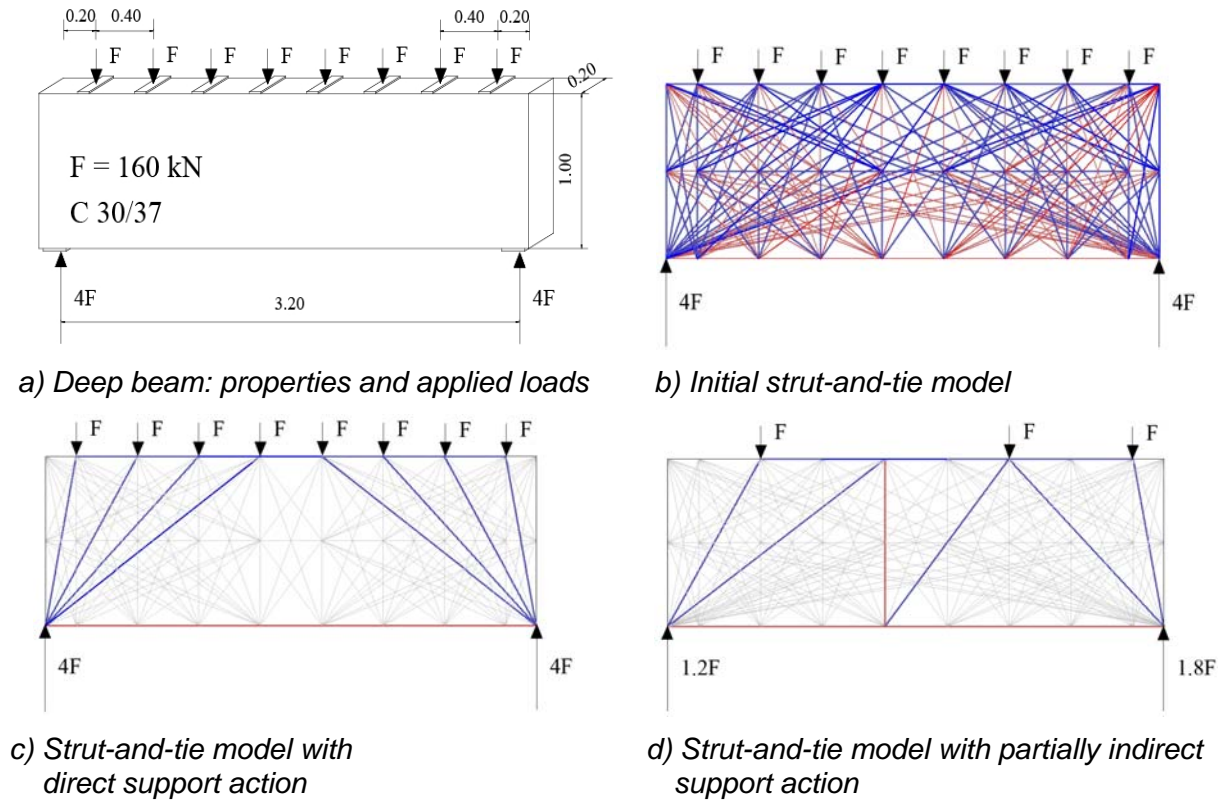 0.20 0.40 0.40 0.20
F F F F F F F F
0.20
F = 160 kN
C 30/37
1.00
4F 4F
3.20
a) Deep beam: properties and applied loads
F F F F F F F F
4F 4F
b) Initial strut-and-tie model
F F F F F F F F
4F 4F
c) Strut-and-tie model with
direct support action
F F F
1.2F 1.8F
d) Strut-and-tie model with partially indirect
support action